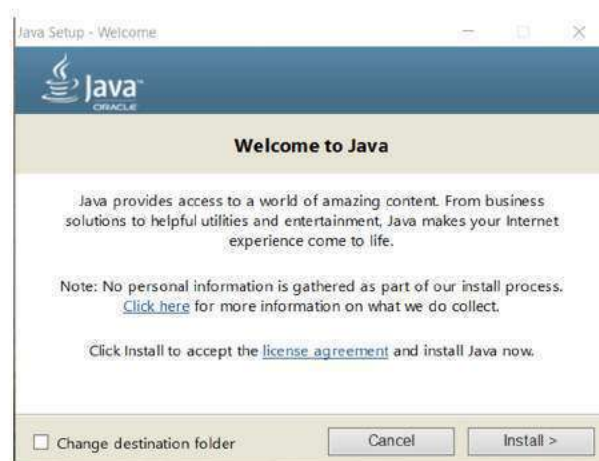 Java Setup - Welcome
Java™
ORACLE
Welcome to Java
Java provides access to a world of amazing content. From business
solutions to helpful utilities and entertainment, Java makes your Internet
experience come to life.
Note: No personal information is gathered as part of our install process.
Click here for more information on what we do collect.
Click Install to accept the license agreement and install Java now.
Change destination folder
Cancel
Install >